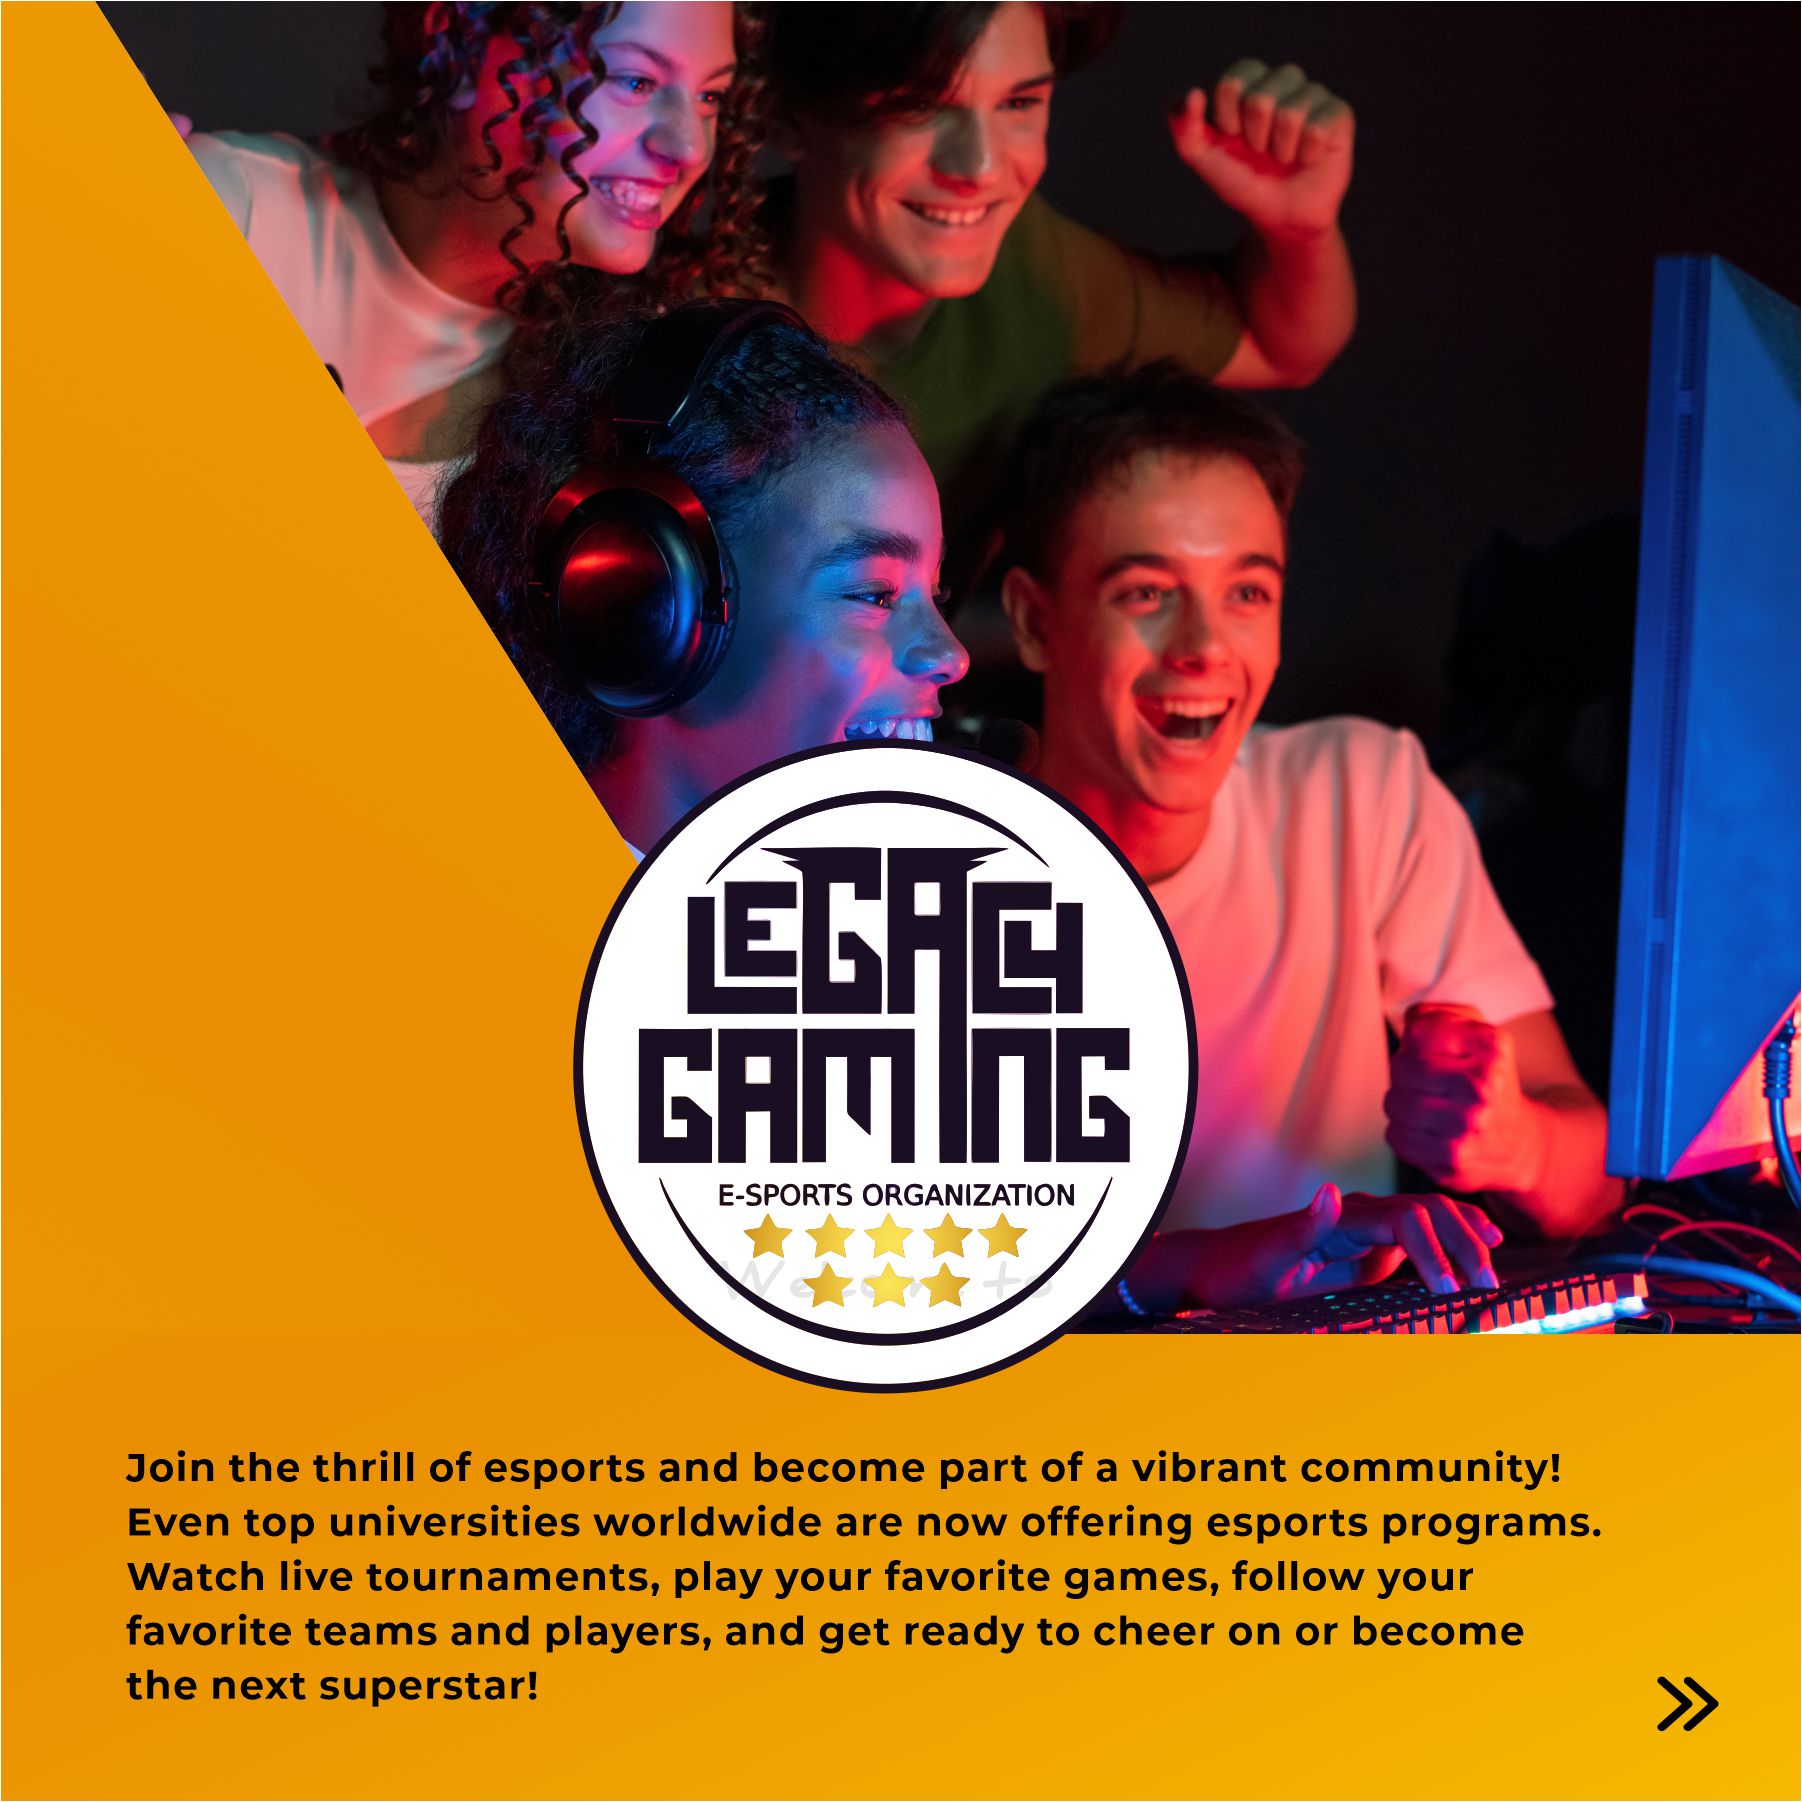 LEGACY
GAMING
E-SPORTS ORGANIZATION
Welcome to
Join the thrill of esports and become part of a vibrant community!
Even top universities worldwide are now offering esports programs.
Watch live tournaments, play your favorite games, follow your
favorite teams and players, and get ready to cheer on or become
the next superstar!